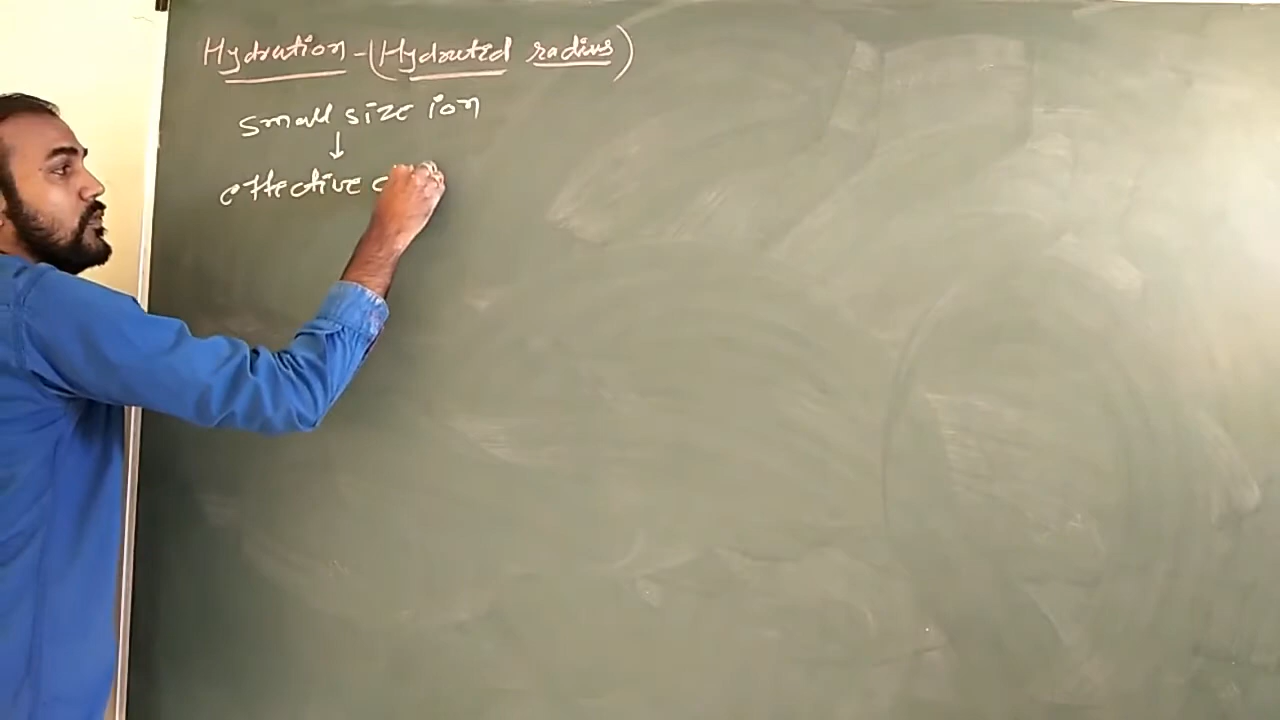 Hydration - (Hydrated radius)
small size ion
↓
effective